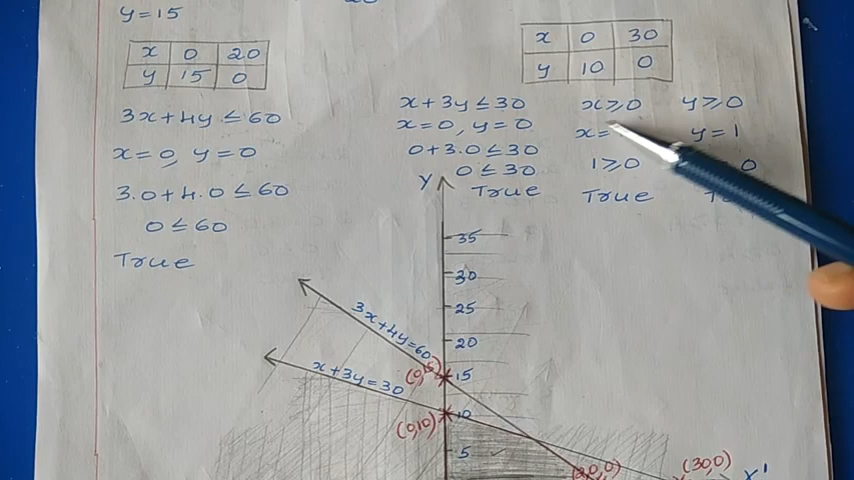 y=15
x 0 20
y 15 0
3x+4y≤60
x=0, y=0
3.0+4.0≤60
0≤60
True
x 0 30
y 10 0
x+3y≤30
x=0, y=0
0+3.0≤30
0≤30
True
x≥0
x=
1≥0
True
y≥0
y=1
0
Y
35
30
25
20
15
10
5
3x+4y=60
x+3y=30
(0,15)
(0,10)
(30,0)
X'